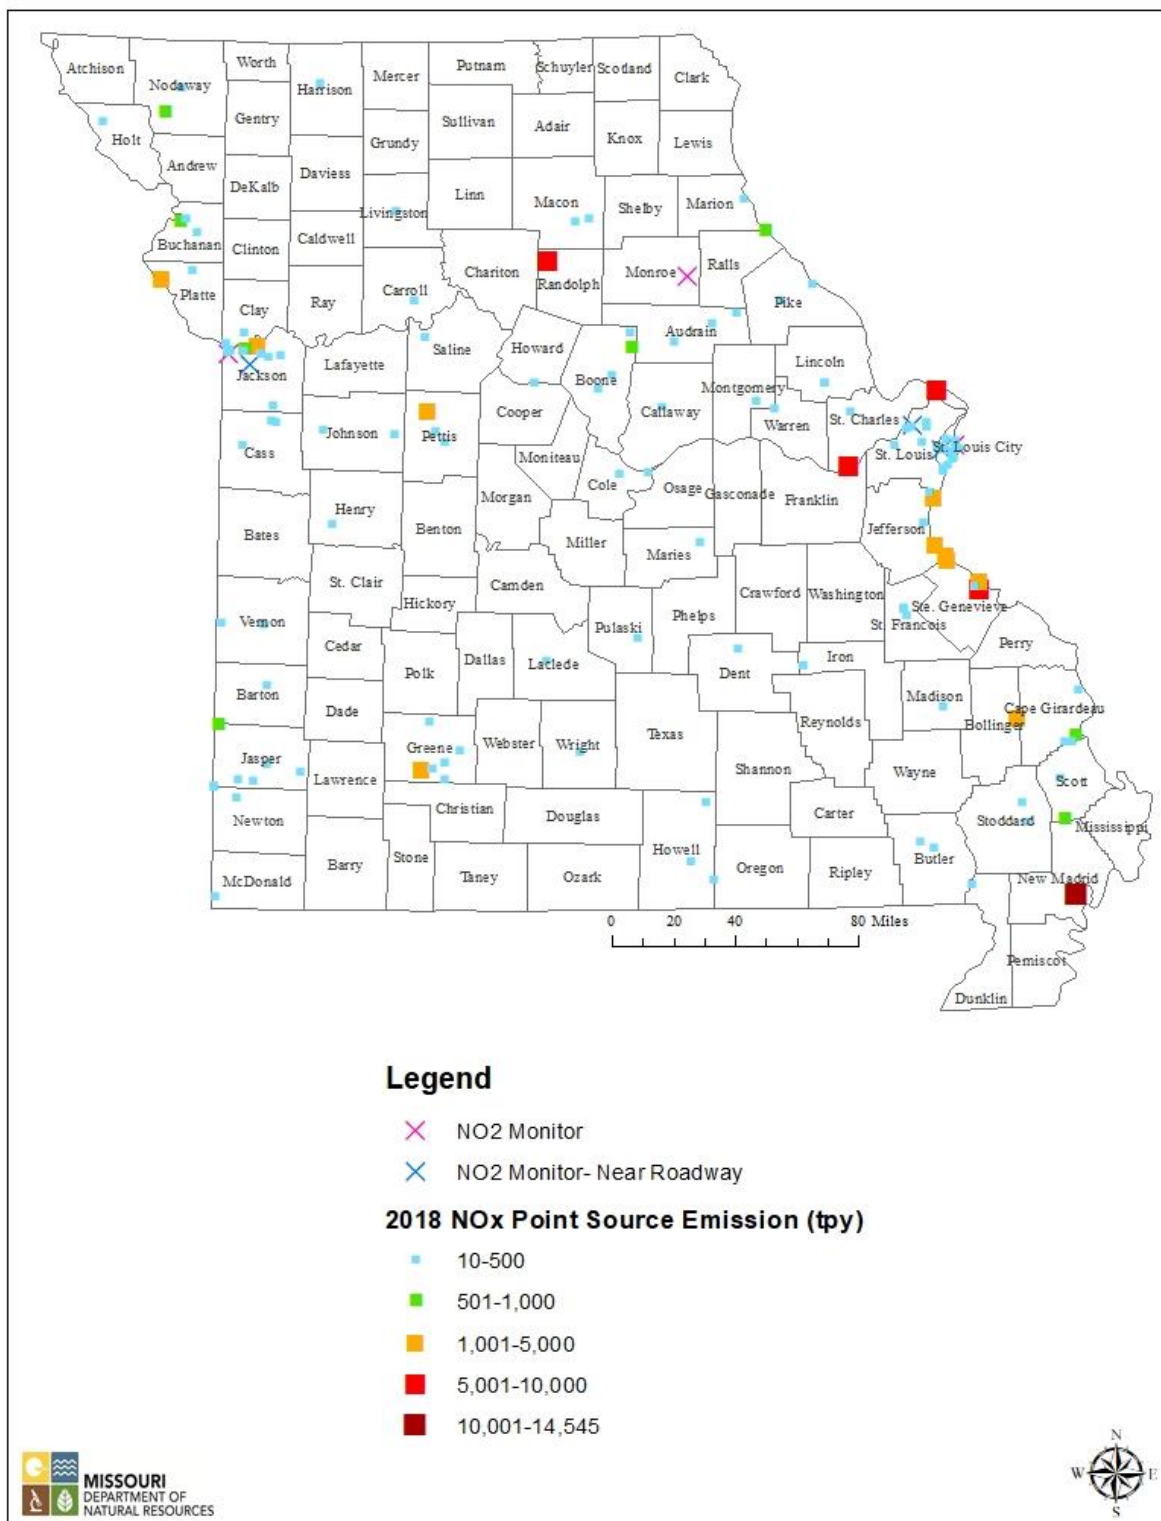 Atchison
Nodaway
Worth
Harrison
Mercer
Putnam
Schuyler
Scotland
Clark
Holt
Gentry
Grundy
Sullivan
Adair
Knox
Lewis
Andrew
DeKalb
Daviess
Livingston
Linn
Macon
Shelby
Marion
Buchanan
Clinton
Caldwell
Chariton
Randolph
Monroe
Ralls
Platte
Clay
Ray
Carroll
Pike
Audrain
Jackson
Lafayette
Saline
Howard
Boone
Lincoln
Montgomery
Callaway
Cooper
Warren
St. Charles
St. Louis
St. Louis City
Cass
Johnson
Pettis
Moniteau
Cole
Osage
Gasconade
Franklin
Jefferson
Henry
Morgan
Bates
Benton
Miller
Maries
St. Clair
Camden
Crawford
Washington
Hickory
Ste. Genevieve
St. Francois
Vernon
Pulaski
Phelps
Perry
Cedar
Polk
Dallas
Laclede
Dent
Iron
Barton
Dade
Madison
Bollinger
Cape Girardeau
Reynolds
Jasper
Greene
Webster
Wright
Texas
Lawrence
Shannon
Wayne
Scott
Newton
Christian
Douglas
Carter
Stoddard
Mississippi
Barry
Stone
Howell
Butler
McDonald
Taney
Ozark
Oregon
Ripley
New Madrid
Pemiscot
Dunklin
0 20 40 80 Miles
Legend
NO2 Monitor
NO2 Monitor- Near Roadway
2018 NOx Point Source Emission (tpy)
10-500
501-1,000
1,001-5,000
5,001-10,000
10,001-14,545
MISSOURI
DEPARTMENT OF
NATURAL RESOURCES
N
W E
S